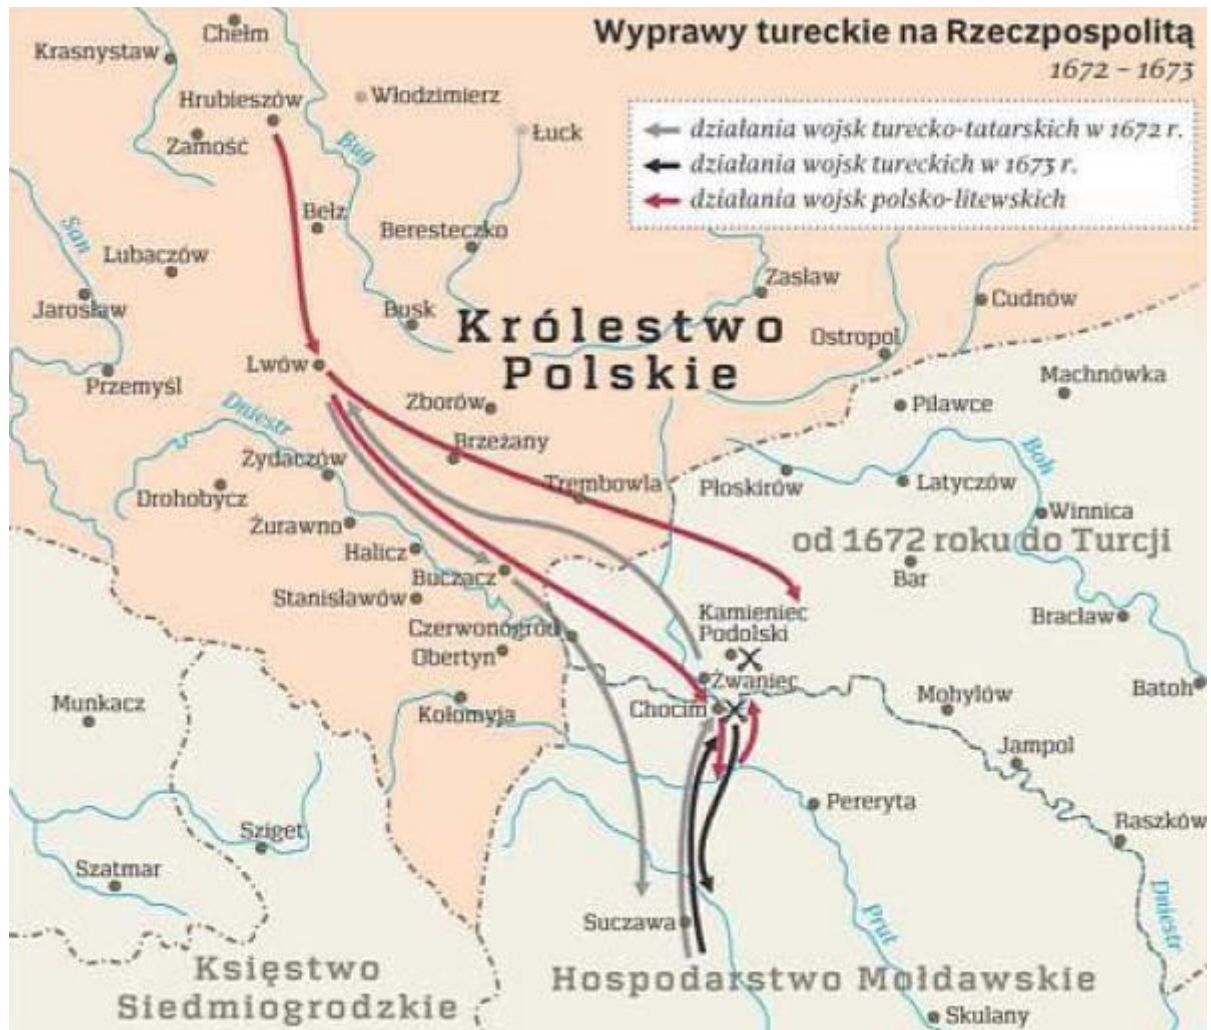 Wyprawy tureckie na Rzeczpospolitą
1672 – 1673
działania wojsk turecko-tatarskich w 1672 r.
działania wojsk tureckich w 1673 r.
działania wojsk polsko-litewskich
Chełm
Krasnystaw
Hrubieszów
Włodzimierz
Zamość
Łuck
Bug
San
Bełz
Beresteczko
Lubaczów
Zasław
Jarosław
Busk
Cudnów
Królestwo
Polskie
Ostropol
Lwów
Przemyśl
Machnówka
Dniestr
Zborów
Piławce
Brzeżany
Boh
Żydaczów
Drohobycz
Trembowla
Płoskirów
Latyczów
Żurawno
Winnica
od 1672 roku do Turcji
Halicz
Buczacz
Bar
Stanisławów
Kamieniec
Podolski
Bracław
Czerwonogród
Obertyn
Żwaniec
Munkacz
Kołomyja
Chocim
Mohylów
Batoh
Jampol
Pereryta
Raszków
Sziget
Szatmar
Suczawa
Prut
Dniestr
Księstwo
Siedmiogrodzkie
Hospodarstwo Mołdawskie
Skulany